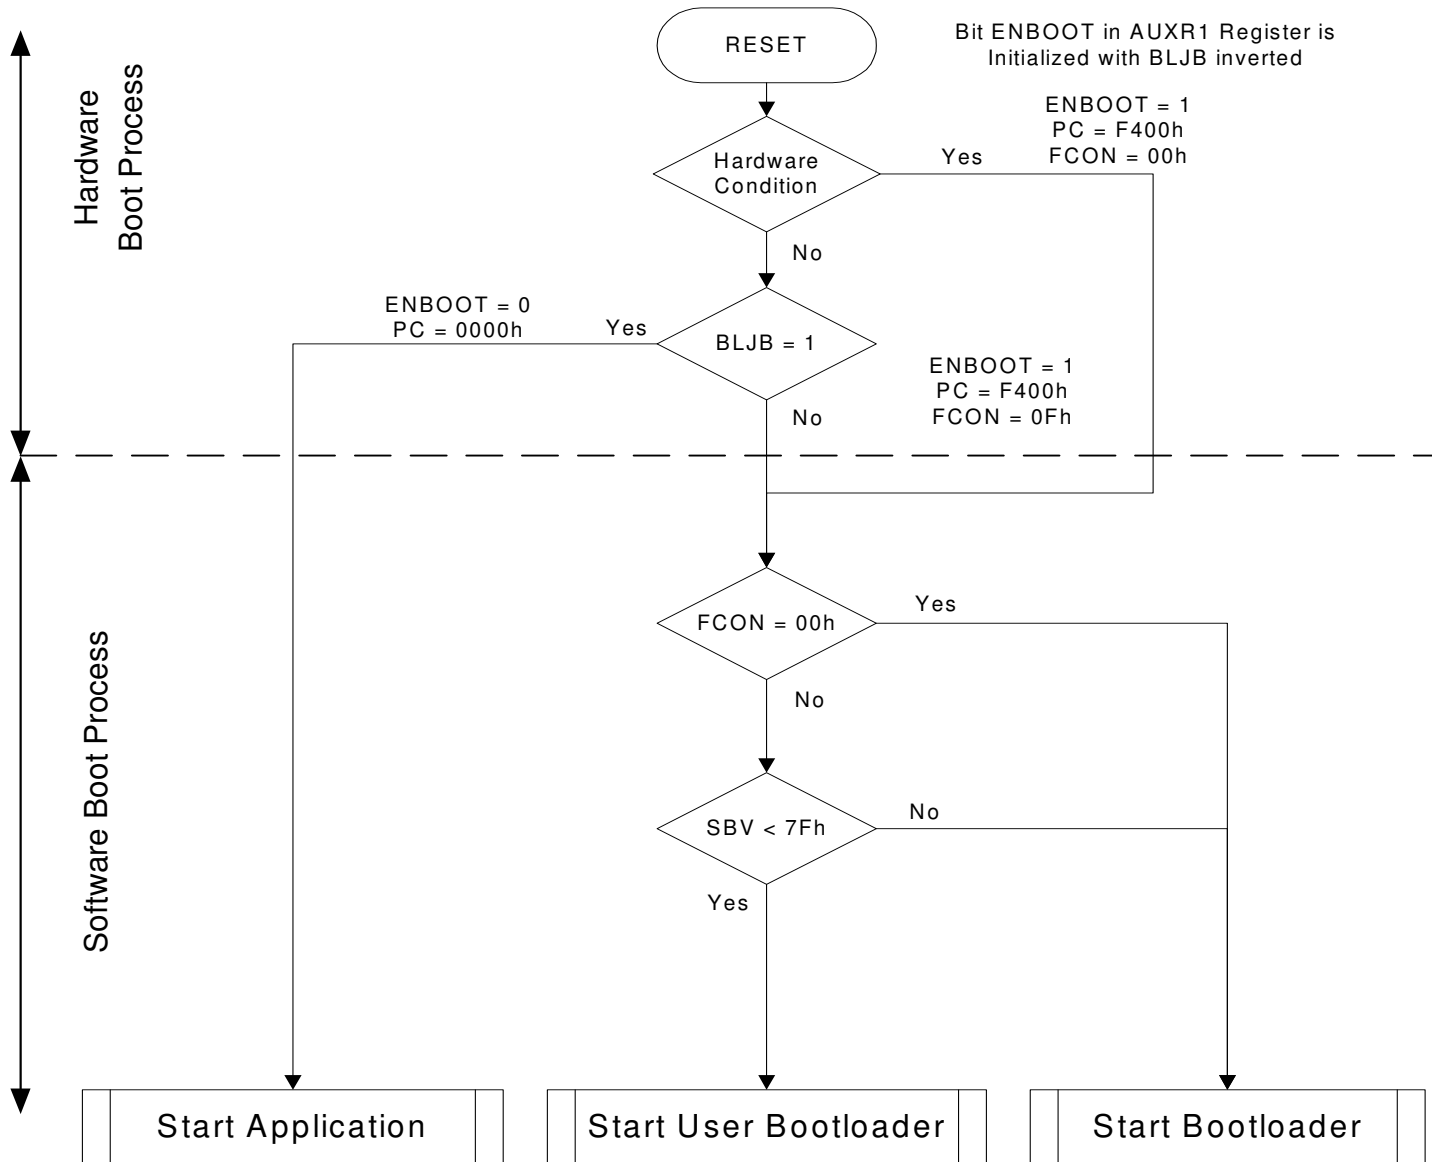 RESET
Bit ENBOOT in AUXR1 Register is
Initialized with BLJB inverted
Hardware
Boot Process
ENBOOT = 1
PC = F400h
FCON = 00h
Hardware
Condition
Yes
No
ENBOOT = 0
PC = 0000h
Yes
BLJB = 1
ENBOOT = 1
PC = F400h
FCON = 0Fh
No
Software Boot Process
FCON = 00h
Yes
No
SBV < 7Fh
No
Yes
Start Application
Start User Bootloader
Start Bootloader